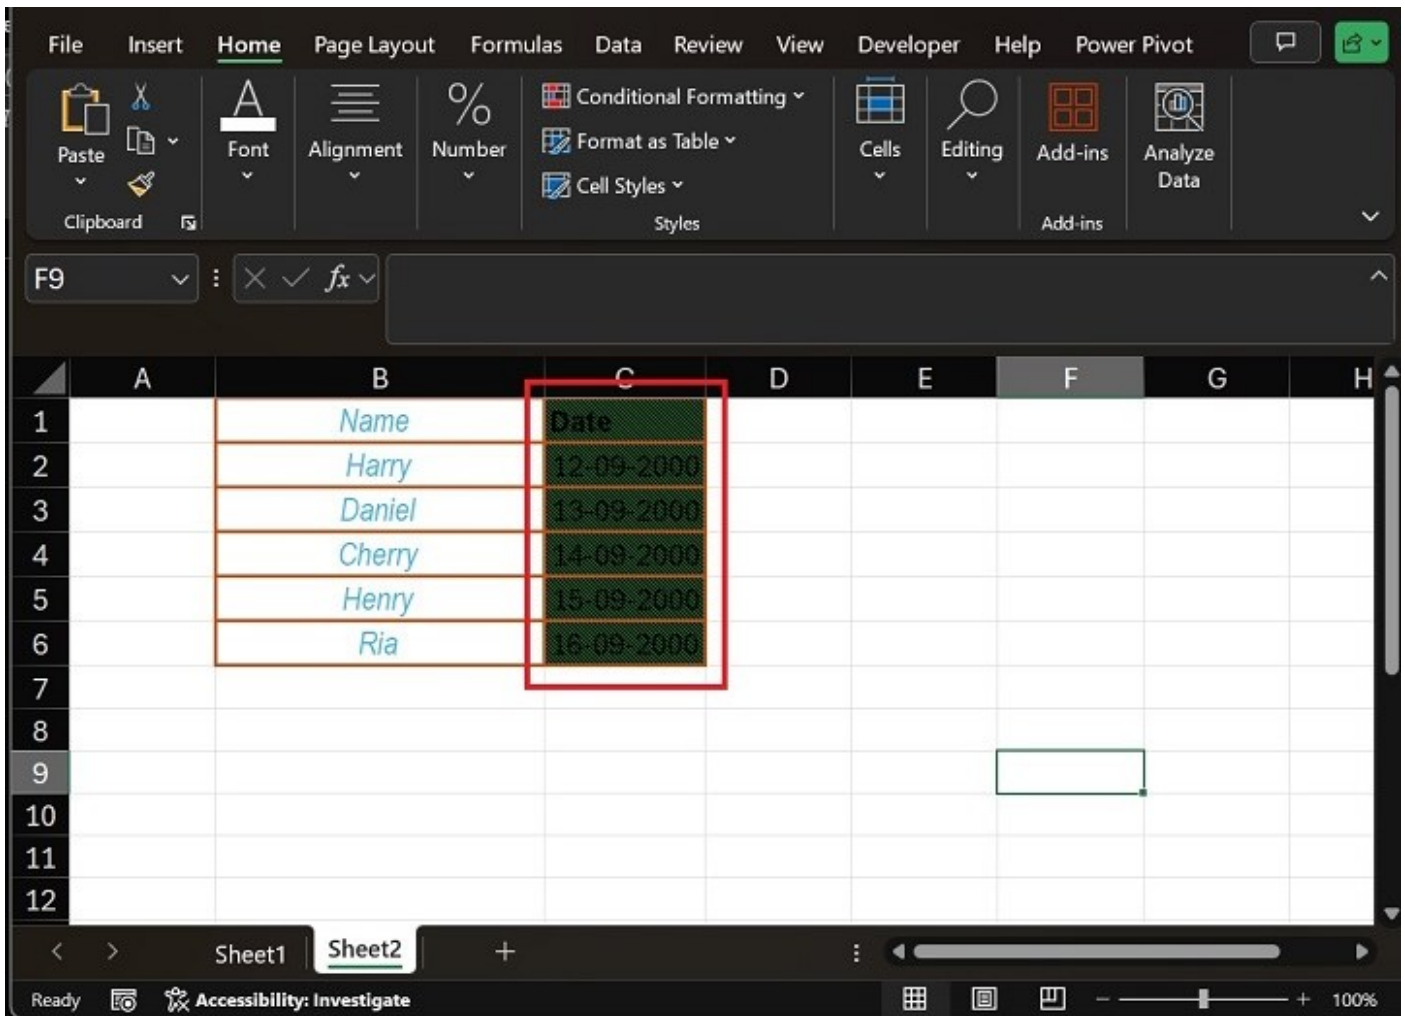 File Insert Home Page Layout Formulas Data Review View Developer Help Power Pivot
Paste Font Alignment Number Conditional Formatting Cells Editing Add-ins Analyze Data
Format as Table
Cell Styles
Clipboard Styles Add-ins
F9 fx
A B C D E F G H
1 Name Date
2 Harry 12-09-2000
3 Daniel 13-09-2000
4 Cherry 14-09-2000
5 Henry 15-09-2000
6 Ria 16-09-2000
7
8
9
10
11
12
Sheet1 Sheet2 +
Ready Accessibility: Investigate 100%